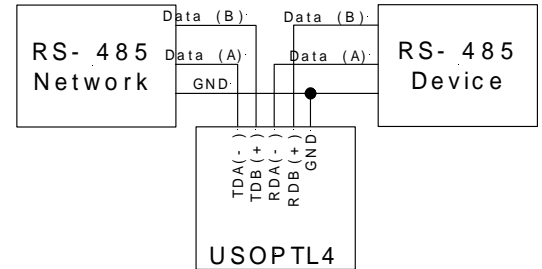 Data (B)
Data (B)
RS- 485
Network
Data (A)
Data (A)
RS- 485
Device
GND
TDA(-)
TDB(+)
RDA(-)
RDB(+)
GND
USOPTL4